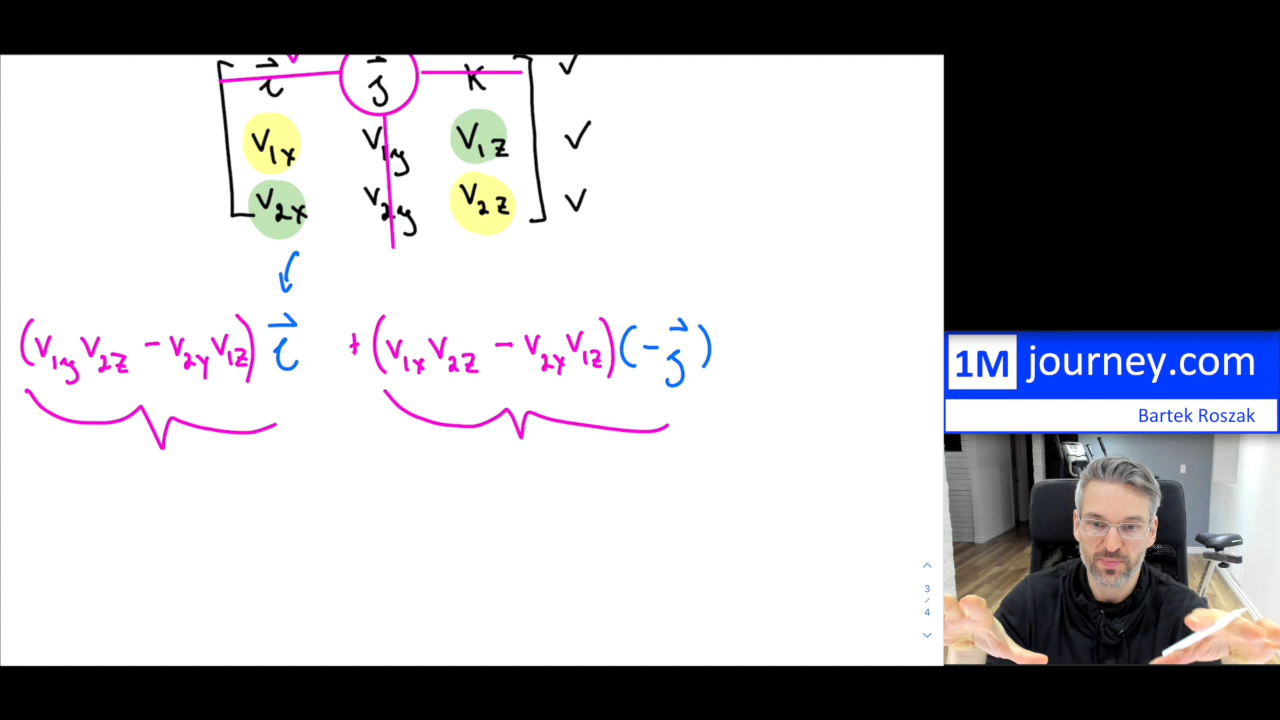 i⃗ j⃗ k ✓
V₁ₓ V₁y V₁z ✓
V₂ₓ V₂y V₂z ✓
(V₁y V₂z − V₂y V₁z) i⃗ + (V₁ₓ V₂z − V₂ₓ V₁z)(−j⃗)
1M journey.com
Bartek Roszak
3
/
4